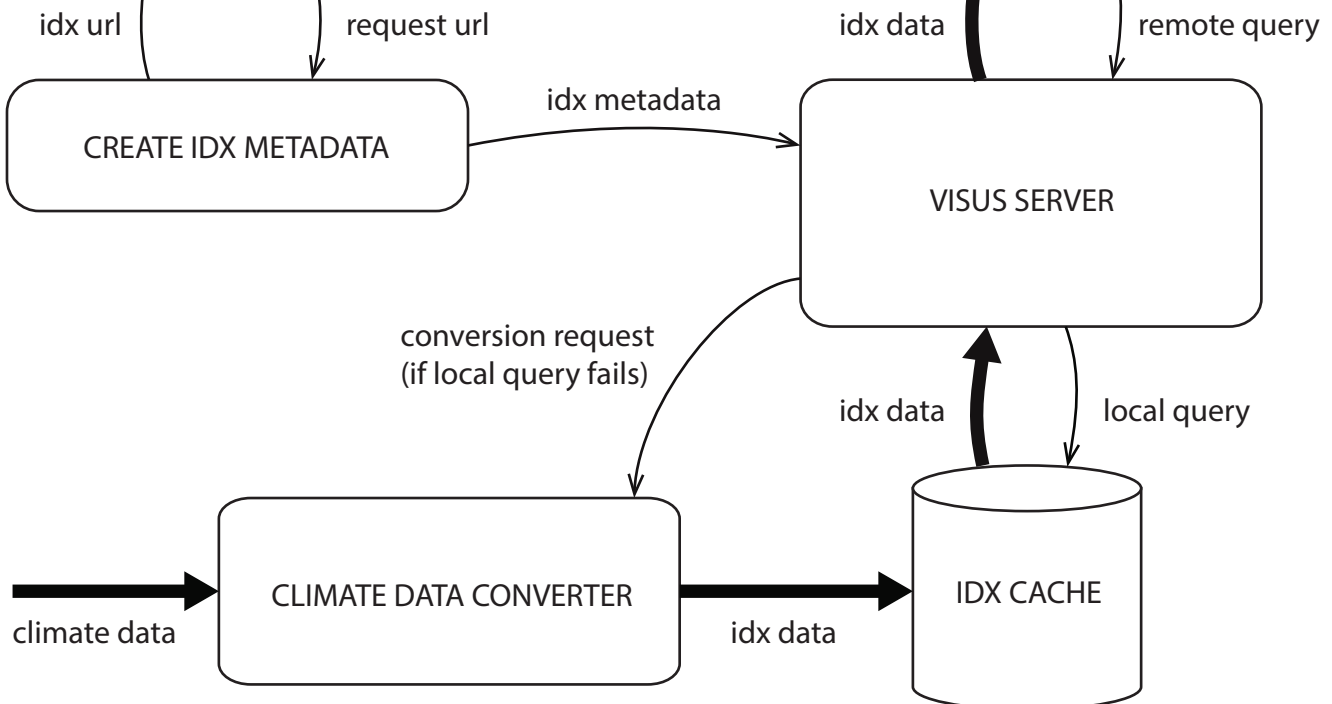 idx url
request url
idx data
remote query
idx metadata
CREATE IDX METADATA
VISUS SERVER
conversion request
(if local query fails)
idx data
local query
CLIMATE DATA CONVERTER
IDX CACHE
climate data
idx data